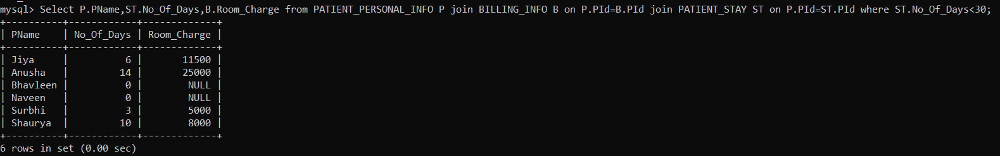 mysql> Select P.PName,ST.No_Of_Days,B.Room_Charge from PATIENT_PERSONAL_INFO P join BILLING_INFO B on P.PId=B.PId join PATIENT_STAY ST on P.PId=ST.PId where ST.No_Of_Days<30;
+----------+------------+-------------+
| PName    | No_Of_Days | Room_Charge |
+----------+------------+-------------+
| Jiya     |          6 |       11500 |
| Anusha   |         14 |       25000 |
| Bhavleen |          0 |        NULL |
| Naveen   |          0 |        NULL |
| Surbhi   |          3 |        5000 |
| Shaurya  |         10 |        8000 |
+----------+------------+-------------+
6 rows in set (0.00 sec)